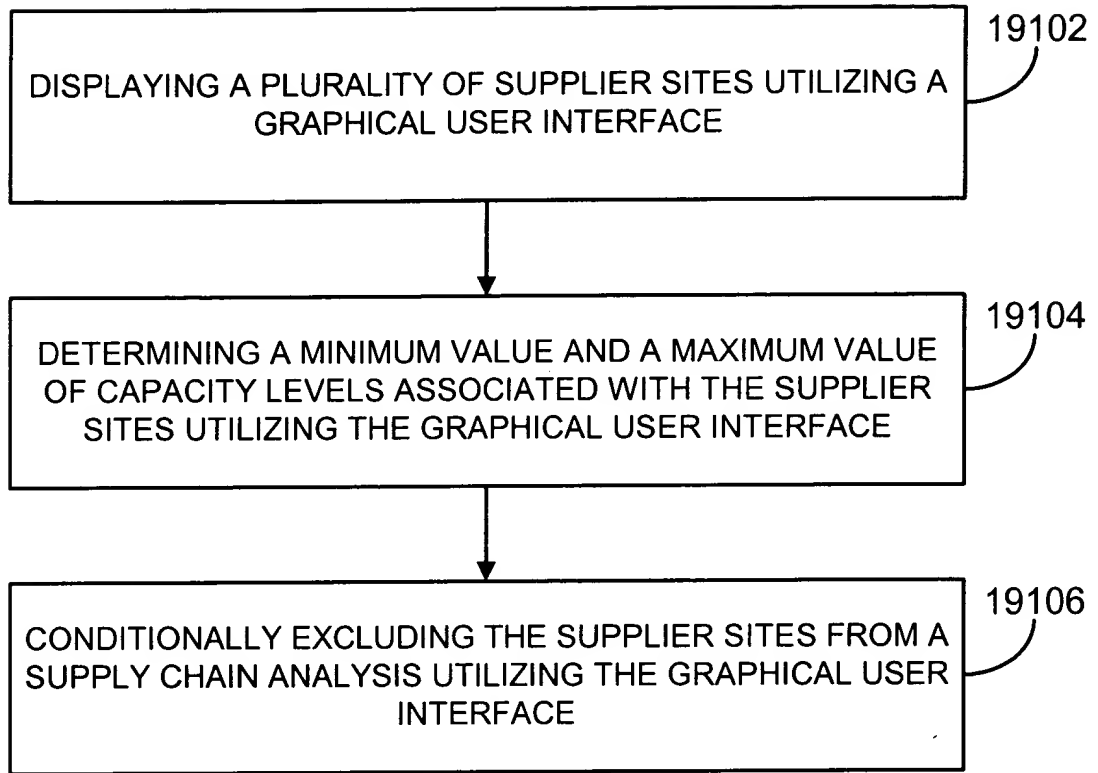 19102
DISPLAYING A PLURALITY OF SUPPLIER SITES UTILIZING A
GRAPHICAL USER INTERFACE
19104
DETERMINING A MINIMUM VALUE AND A MAXIMUM VALUE
OF CAPACITY LEVELS ASSOCIATED WITH THE SUPPLIER
SITES UTILIZING THE GRAPHICAL USER INTERFACE
19106
CONDITIONALLY EXCLUDING THE SUPPLIER SITES FROM A
SUPPLY CHAIN ANALYSIS UTILIZING THE GRAPHICAL USER
INTERFACE